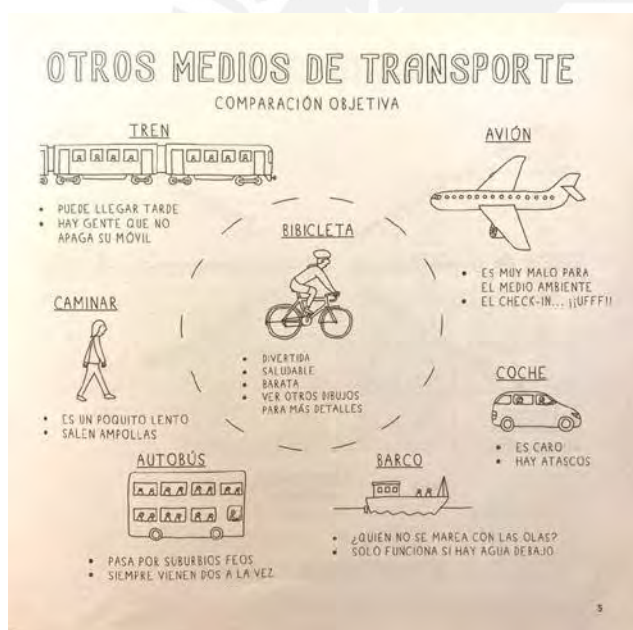 OTROS MEDIOS DE TRANSPORTE
COMPARACIÓN OBJETIVA
TREN
• PUEDE LLEGAR TARDE
• HAY GENTE QUE NO
APAGA SU MÓVIL
AVIÓN
• ES MUY MALO PARA
EL MEDIO AMBIENTE
• EL CHECK-IN... ¡¡UFFF!!
BIBICLETA
• DIVERTIDA
• SALUDABLE
• BARATA
• VER OTROS DIBUJOS
PARA MÁS DETALLES
CAMINAR
• ES UN POQUITO LENTO
• SALEN AMPOLLAS
COCHE
• ES CARO
• HAY ATASCOS
AUTOBÚS
• PASA POR SUBURBIOS FEOS
• SIEMPRE VIENEN DOS A LA VEZ
BARCO
• ¿QUIÉN NO SE MAREA CON LAS OLAS?
• SOLO FUNCIONA SI HAY AGUA DEBAJO
5